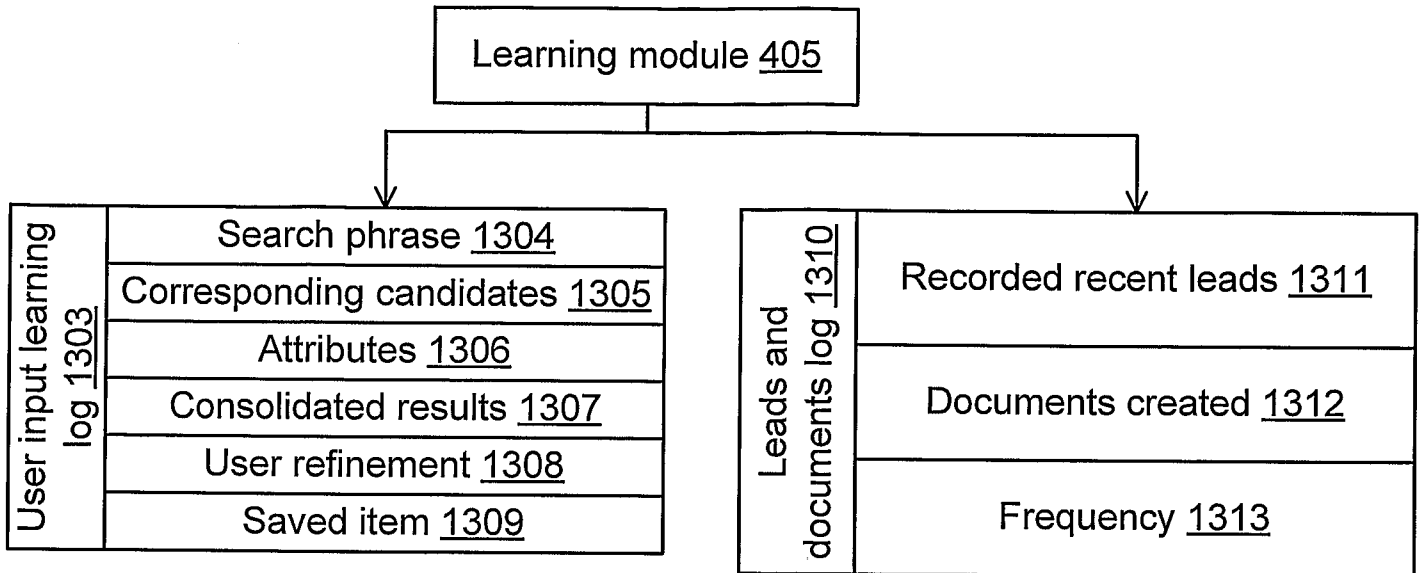 Learning module 405
User input learning
log 1303
Search phrase 1304
Corresponding candidates 1305
Attributes 1306
Consolidated results 1307
User refinement 1308
Saved item 1309
Leads and
documents log 1310
Recorded recent leads 1311
Documents created 1312
Frequency 1313